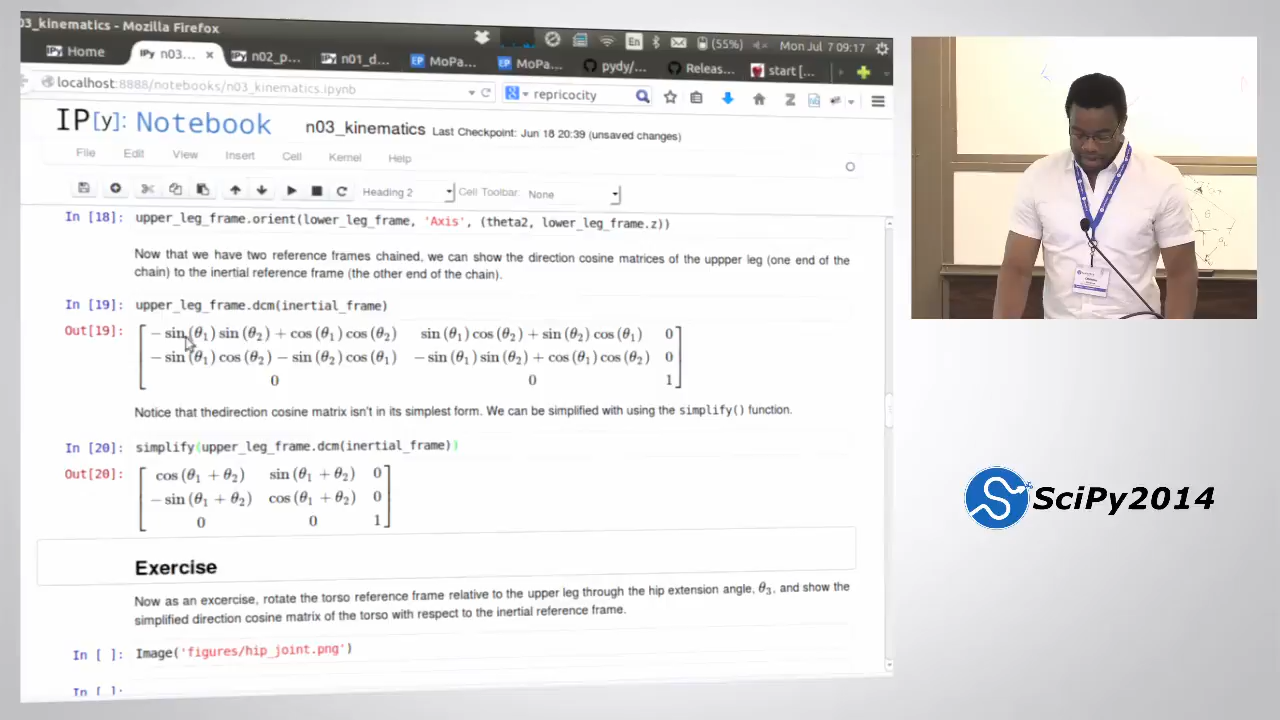 03_kinematics - Mozilla Firefox
En (55%) Mon Jul 7 09:17
IPy Home IPy n03... × IPy n02_p... IPy n01_d... EP MoPa... EP MoPa... pydy/... Releas... start [...
localhost:8888/notebooks/n03_kinematics.ipynb repricocity
IP[y]: Notebook n03_kinematics Last Checkpoint: Jun 18 20:39 (unsaved changes)
File Edit View Insert Cell Kernel Help
Heading 2 Cell Toolbar: None
In [18]: upper_leg_frame.orient(lower_leg_frame, 'Axis', (theta2, lower_leg_frame.z))
Now that we have two reference frames chained, we can show the direction cosine matrices of the uppper leg (one end of the
chain) to the inertial reference frame (the other end of the chain).
In [19]: upper_leg_frame.dcm(inertial_frame)
Out[19]: [ − sin (θ₁) sin (θ₂) + cos (θ₁) cos (θ₂) sin (θ₁) cos (θ₂) + sin (θ₂) cos (θ₁) 0
− sin (θ₁) cos (θ₂) − sin (θ₂) cos (θ₁) − sin (θ₁) sin (θ₂) + cos (θ₁) cos (θ₂) 0
0 0 1 ]
Notice that thedirection cosine matrix isn't in its simplest form. We can be simplified with using the simplify() function.
In [20]: simplify(upper_leg_frame.dcm(inertial_frame))
Out[20]: [ cos (θ₁ + θ₂) sin (θ₁ + θ₂) 0
− sin (θ₁ + θ₂) cos (θ₁ + θ₂) 0
0 0 1 ]
Exercise
Now as an excercise, rotate the torso reference frame relative to the upper leg through the hip extension angle, θ₃, and show the
simplified direction cosine matrix of the torso with respect to the inertial reference frame.
In [ ]: Image('figures/hip_joint.png')
In [ ]:
SciPy2014